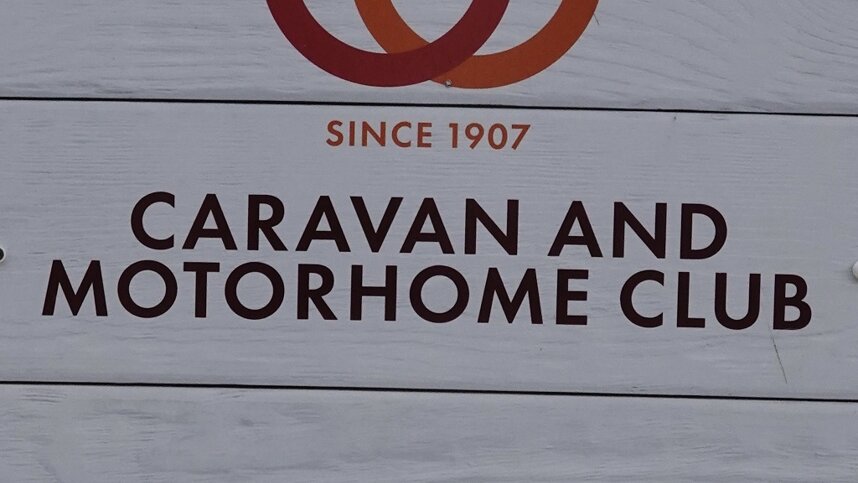 SINCE 1907
CARAVAN AND
MOTORHOME CLUB